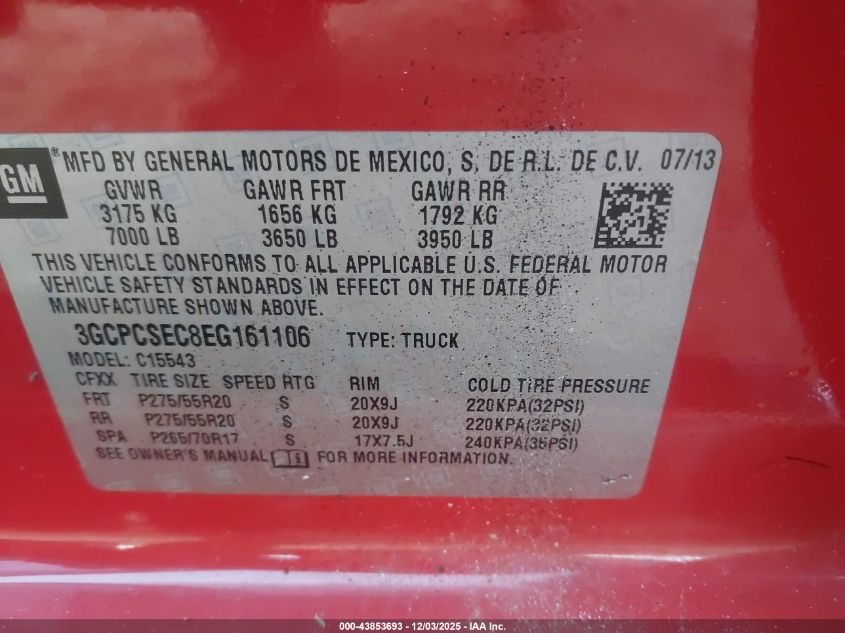 GM ® MFD BY GENERAL MOTORS DE MEXICO, S. DE R.L. DE C.V. 07/13
GVWR GAWR FRT GAWR RR
3175 KG 1656 KG 1792 KG
7000 LB 3650 LB 3950 LB
THIS VEHICLE CONFORMS TO ALL APPLICABLE U.S. FEDERAL MOTOR
VEHICLE SAFETY STANDARDS IN EFFECT ON THE DATE OF
MANUFACTURE SHOWN ABOVE.
3GCPCSEC8EG161106 TYPE: TRUCK
MODEL: C15543
CFXX TIRE SIZE SPEED RTG RIM COLD TIRE PRESSURE
FRT P275/55R20 S 20X9J 220KPA(32PSI)
RR P275/55R20 S 20X9J 220KPA(32PSI)
SPA P265/70R17 S 17X7.5J 240KPA(35PSI)
SEE OWNER'S MANUAL FOR MORE INFORMATION.
000-43853693 - 12/03/2025 - IAA Inc.